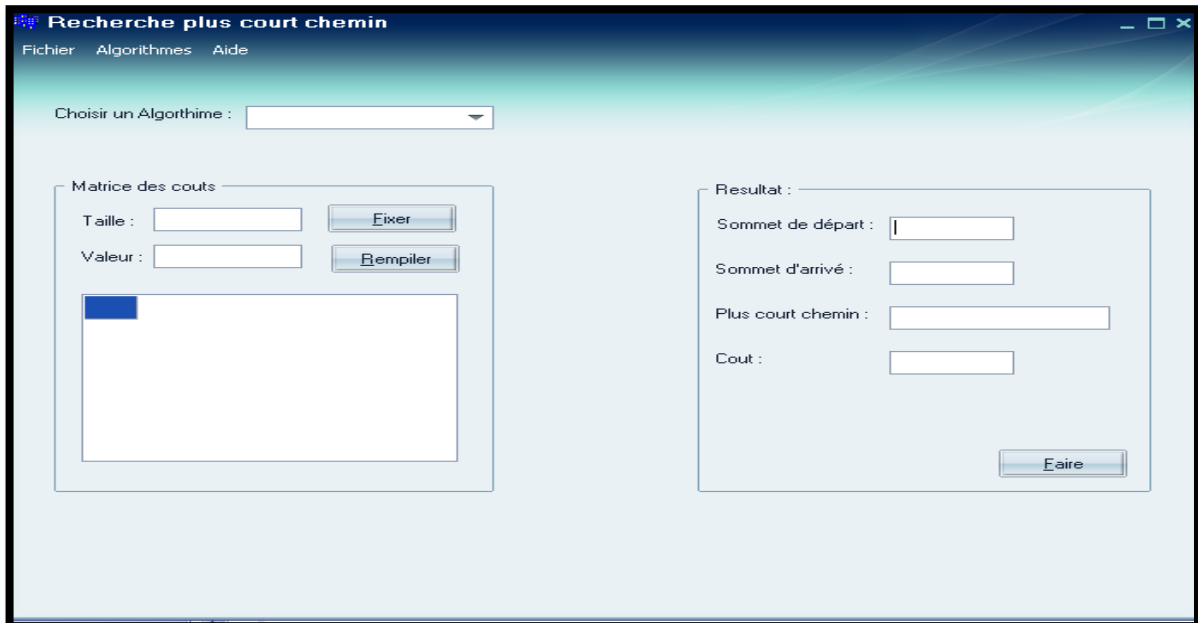 Recherche plus court chemin
Fichier Algorithmes Aide
Choisir un Algorthime :
Matrice des couts
Taille :
Fixer
Valeur :
Rempiler
Resultat :
Sommet de départ :
Sommet d'arrivé :
Plus court chemin :
Cout :
Faire